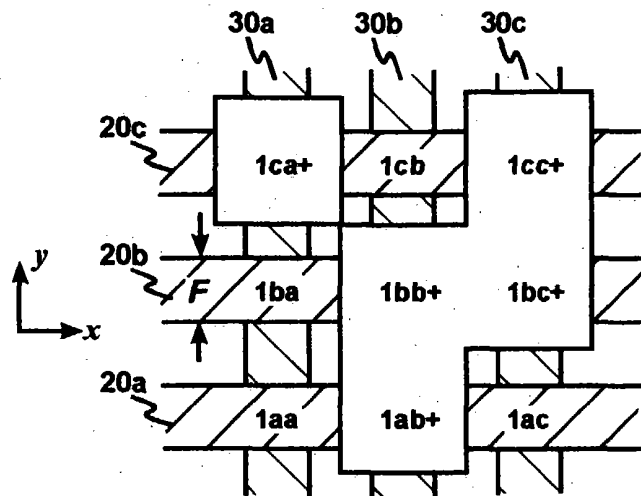 30a 30b 30c
20c 1ca+ 1cb 1cc+
20b F 1ba 1bb+ 1bc+
y
x
20a 1aa 1ab+ 1ac